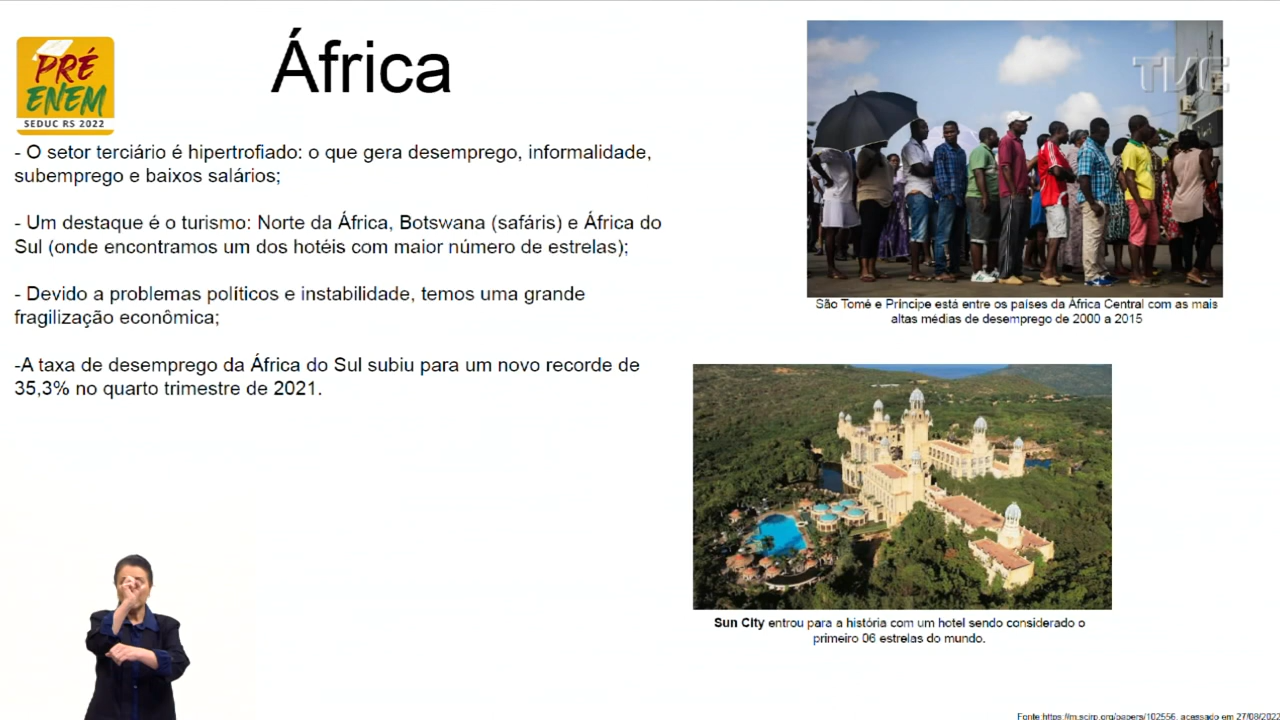 África
PRÉ
ENEM
SEDUC RS 2022
- O setor terciário é hipertrofiado: o que gera desemprego, informalidade,
subemprego e baixos salários;
- Um destaque é o turismo: Norte da África, Botswana (safáris) e África do
Sul (onde encontramos um dos hotéis com maior número de estrelas);
- Devido a problemas políticos e instabilidade, temos uma grande
fragilização econômica;
-A taxa de desemprego da África do Sul subiu para um novo recorde de
35,3% no quarto trimestre de 2021.
TVE
São Tomé e Príncipe está entre os países da África Central com as mais
altas médias de desemprego de 2000 a 2015
Sun City entrou para a história com um hotel sendo considerado o
primeiro 06 estrelas do mundo.
Fonte https://m.scirp.org/papers/102556, acessado em 27/08/2022